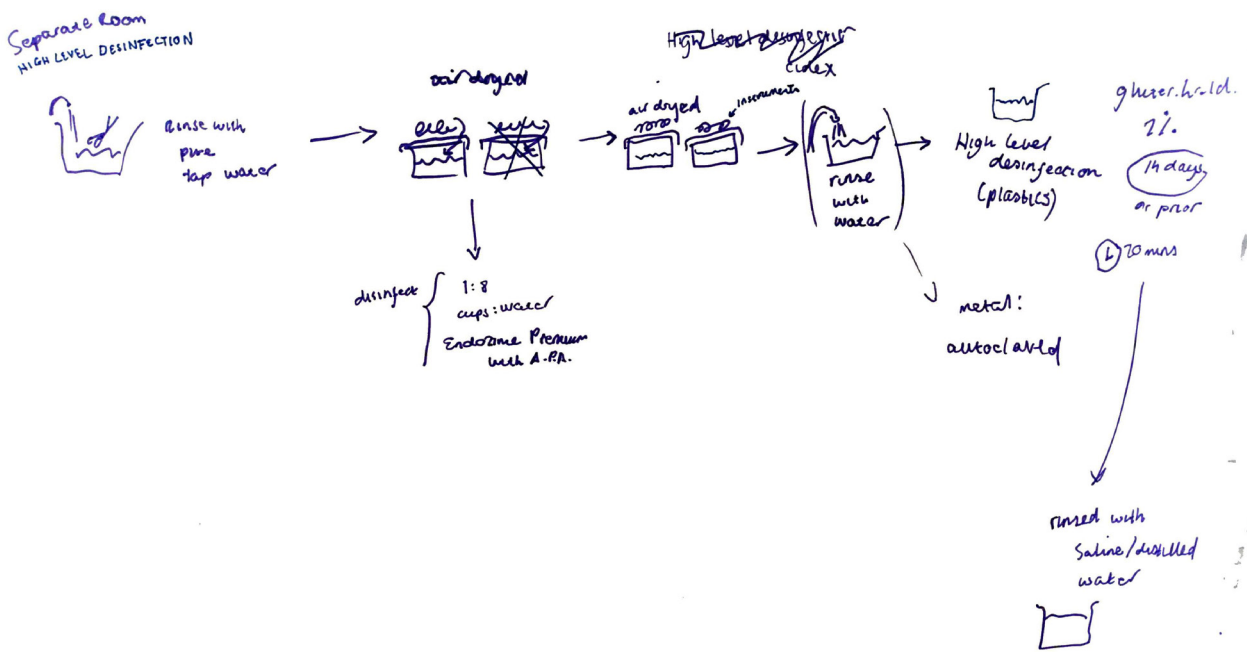 Separate Room
HIGH LEVEL DESINFECTION
Rinse with
pure
tap water
disinfect
1:8
cups: water
Endozime Premium
with A.P.A.
High level
cidex
air dryed
instruments
rinse
with
water
High level
desinfection
(plastics)
metal:
autoclaved
14 days
or prior
20 mins
rinsed with
saline/distilled
water